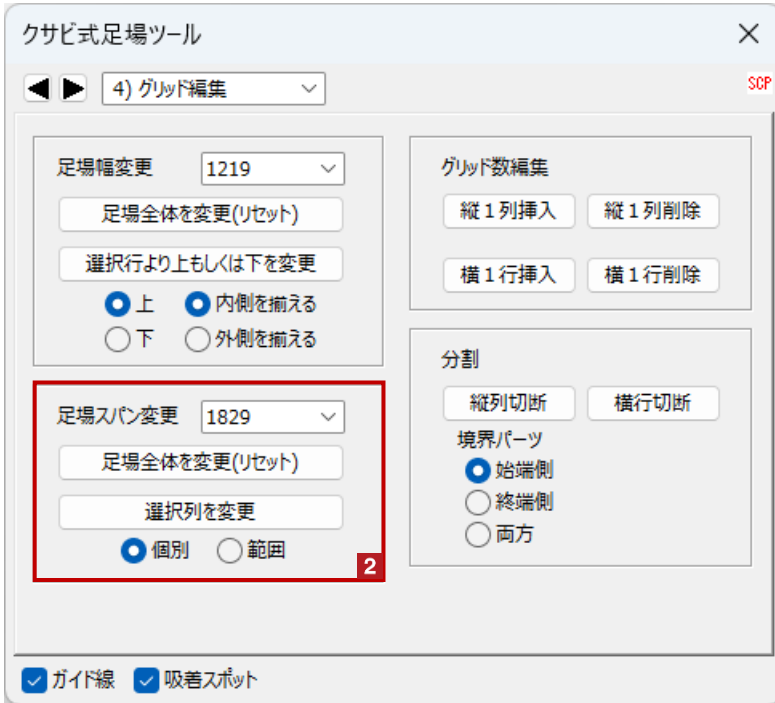 クサビ式足場ツール
4) グリッド編集
SCP
足場幅変更 1219
足場全体を変更(リセット)
選択行より上もしくは下を変更
上 内側を揃える
下 外側を揃える
足場スパン変更 1829
足場全体を変更(リセット)
選択列を変更
個別 範囲
2
グリッド数編集
縦1列挿入 縦1列削除
横1行挿入 横1行削除
分割
縦列切断 横行切断
境界パーツ
始端側
終端側
両方
ガイド線 吸着スポット